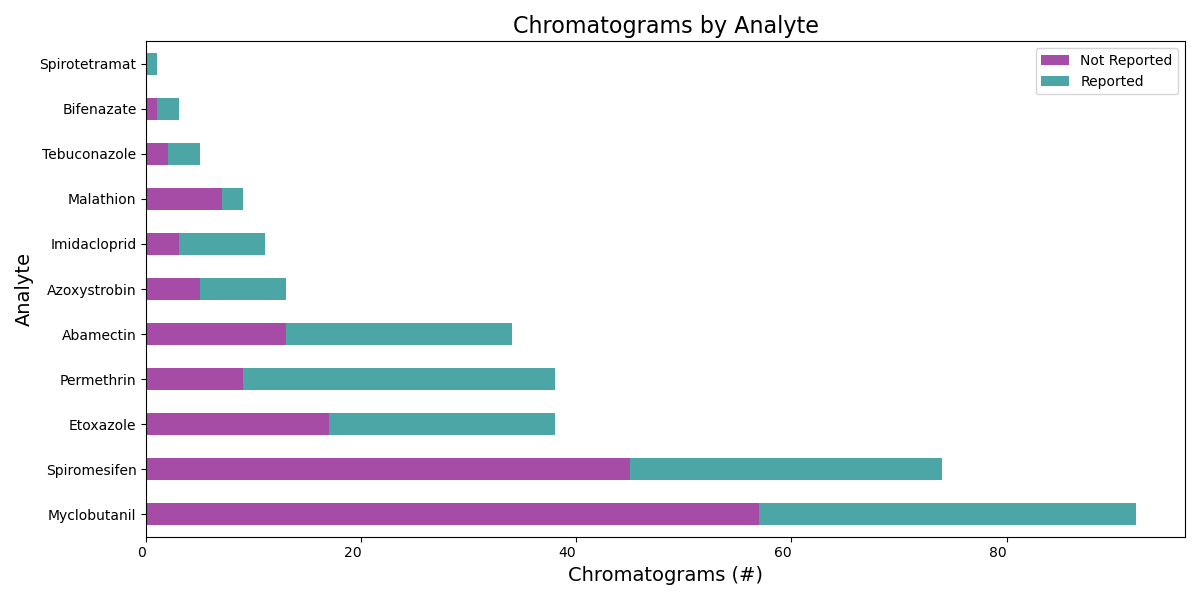 Chromatograms by Analyte
Not Reported
Reported
Spirotetramat
Bifenazate
Tebuconazole
Malathion
Imidacloprid
Azoxystrobin
Abamectin
Permethrin
Etoxazole
Spiromesifen
Myclobutanil
Analyte
0 20 40 60 80
Chromatograms (#)